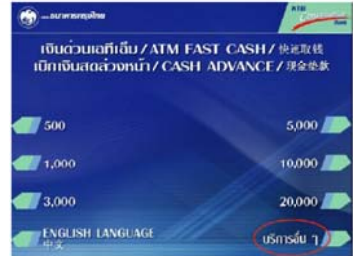 ธนาคารกรุงไทย
เงินด่วนเอทีเอ็ม/ATM FAST CASH/快速取钱
เบิกเงินสดล่วงหน้า/CASH ADVANCE/现金垫款
500
5,000
1,000
10,000
3,000
20,000
ENGLISH LANGUAGE
中文
บริการอื่น ๆ